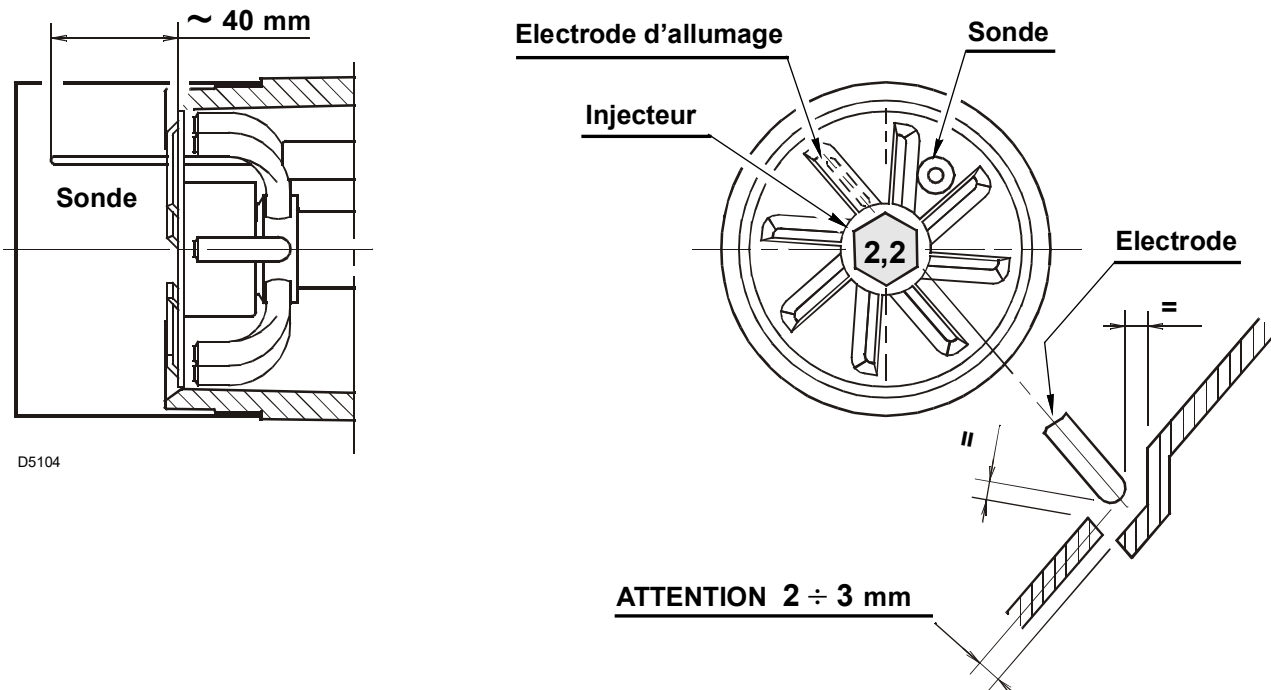 ~ 40 mm
Sonde
D5104
Electrode d’allumage
Sonde
Injecteur
2,2
Electrode
=
=
ATTENTION 2 ÷ 3 mm